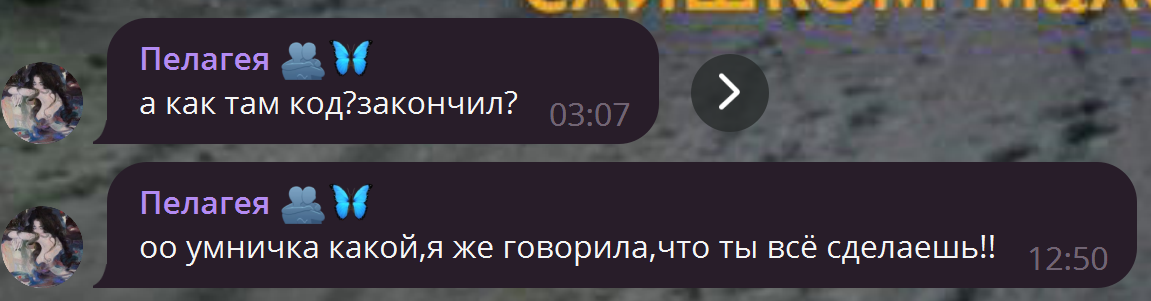 Пелагея 🫂🦋
а как там код?закончил? 03:07
Пелагея 🫂🦋
оо умничка какой,я же говорила,что ты всё сделаешь!! 12:50